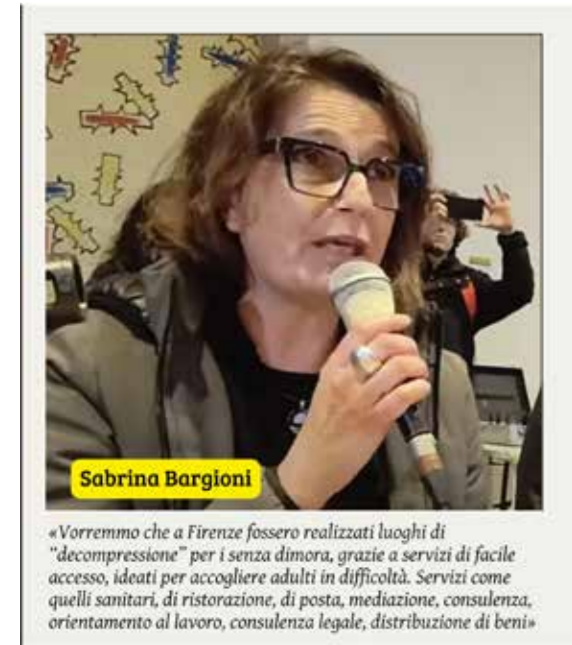 Sabrina Bargioni
«Vorremmo che a Firenze fossero realizzati luoghi di
"decompressione" per i senza dimora, grazie a servizi di facile
accesso, ideati per accogliere adulti in difficoltà. Servizi come
quelli sanitari, di ristorazione, di posta, mediazione, consulenza,
orientamento al lavoro, consulenza legale, distribuzione di beni»